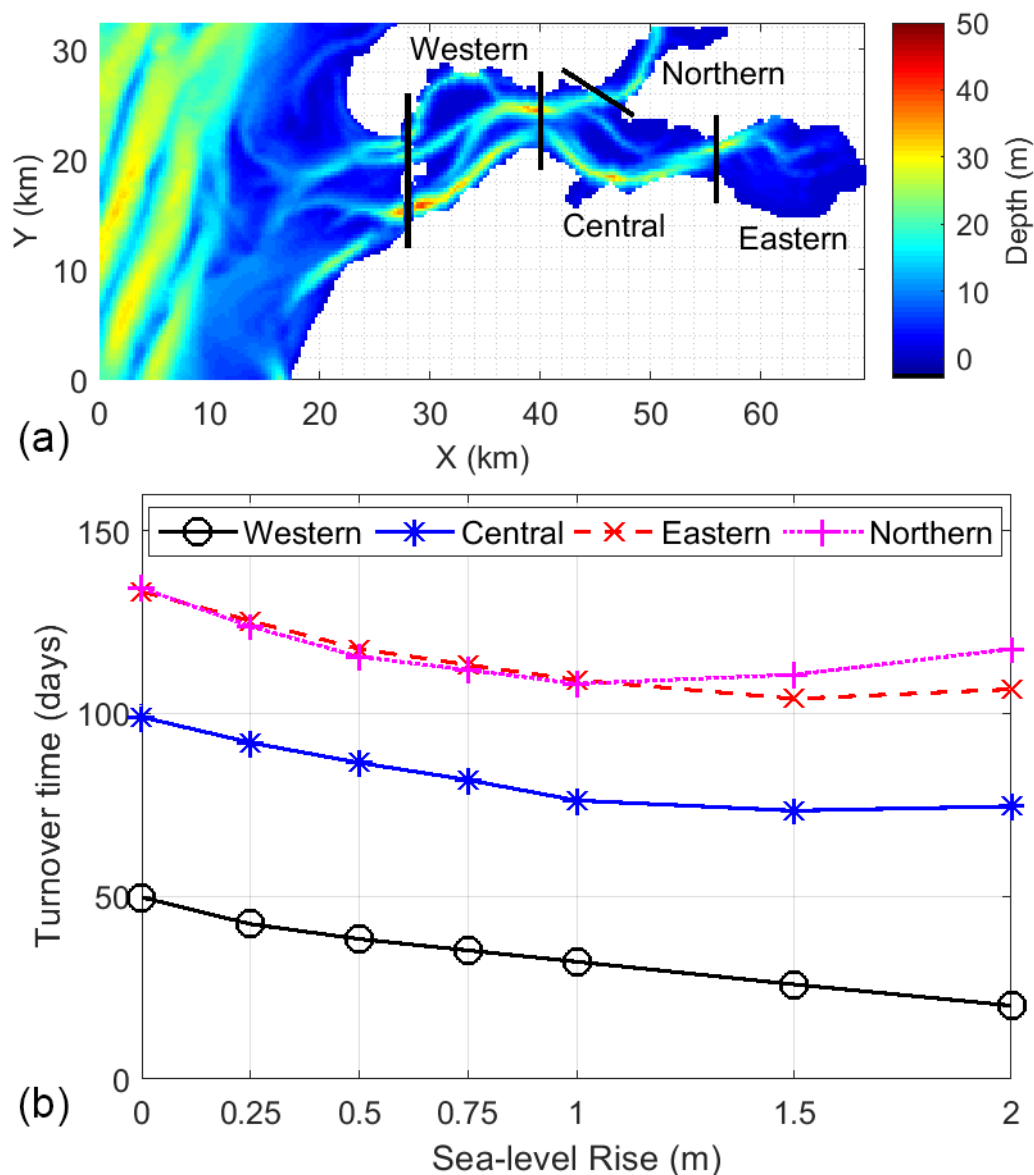 30
20
10
0
Y (km)
Western
Northern
Central
Eastern
0 10 20 30 40 50 60
X (km)
50
40
30
20
10
0
Depth (m)
(a)
150
100
50
0
Turnover time (days)
Western Central Eastern Northern
0 0.25 0.5 0.75 1 1.5 2
Sea-level Rise (m)
(b)